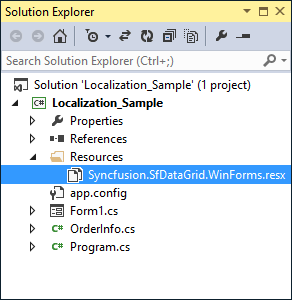 Solution Explorer
Search Solution Explorer (Ctrl+;)
Solution 'Localization_Sample' (1 project)
C# Localization_Sample
Properties
References
Resources
Syncfusion.SfDataGrid.WinForms.resx
app.config
Form1.cs
C# OrderInfo.cs
C# Program.cs